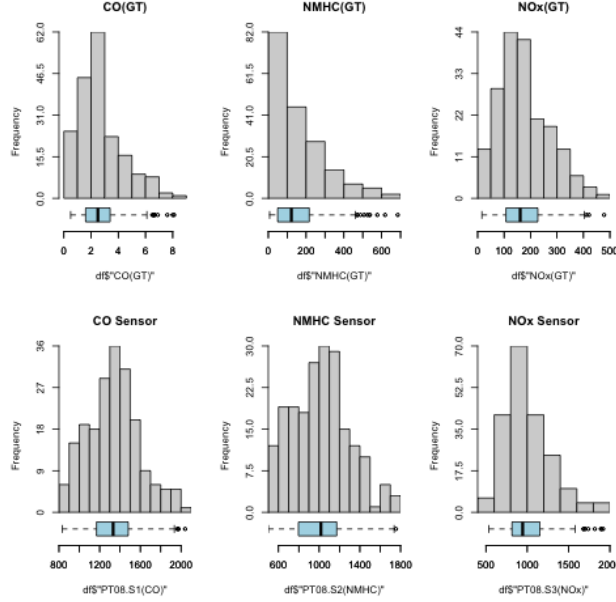 CO(GT)
Frequency
0.0 15.5 31.0 46.5 62.0
0 2 4 6 8
df$"CO(GT)"
NMHC(GT)
Frequency
0.0 20.5 41.0 61.5 82.0
0 200 400 600
df$"NMHC(GT)"
NOx(GT)
Frequency
0 11 22 33 44
0 100 200 300 400 500
df$"NOx(GT)"
CO Sensor
Frequency
0 9 18 27 36
800 1200 1600 2000
df$"PT08.S1(CO)"
NMHC Sensor
Frequency
0.0 7.5 15.0 22.5 30.0
600 1000 1400 1800
df$"PT08.S2(NMHC)"
NOx Sensor
Frequency
0.0 17.5 35.0 52.5 70.0
500 1000 1500
df$"PT08.S3(NOx)"